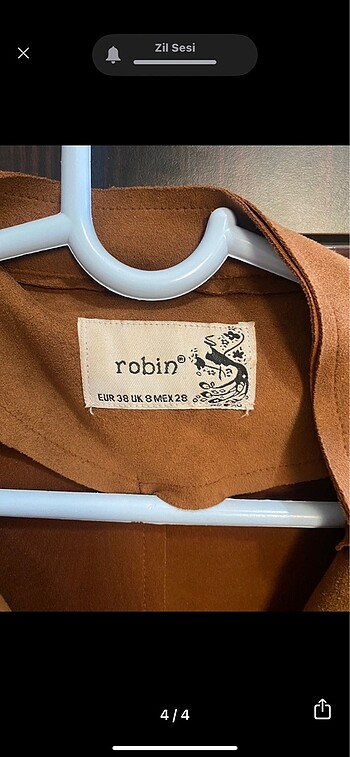 Zil Sesi
robin®
EUR 38 UK 8 MEX 28
4 / 4